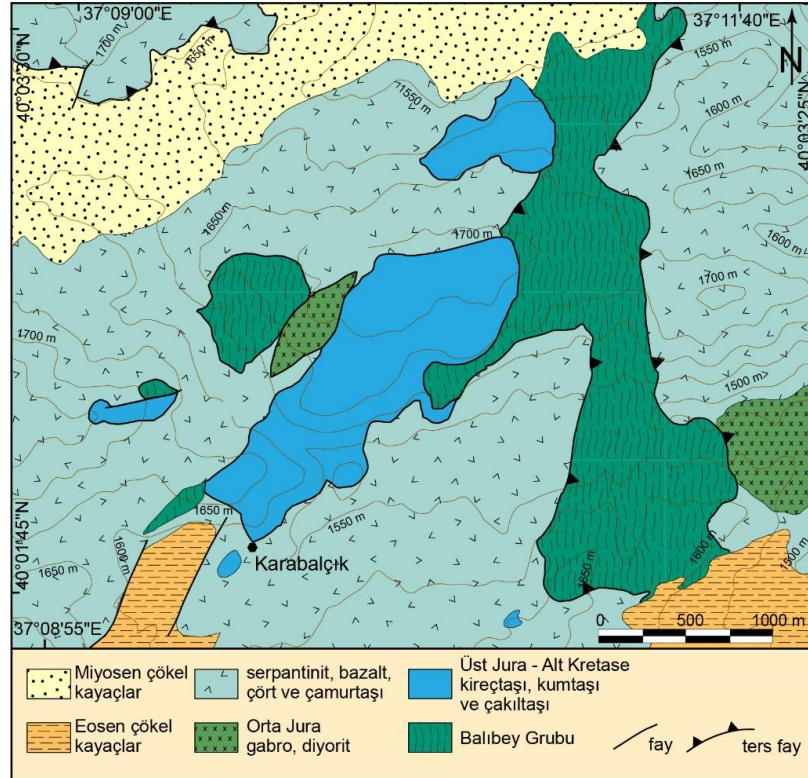 37°09'00"E
37°11'40"E
N
40°03'30"N
40°03'25"N
1700 m
1650 m
1550 m
1550 m
1600 m
1650 m
1650 m
1600 m
1700 m
1700 m
1700 m
1500 m
1650 m
1550 m
1600 m
1650 m
1650 m
1600 m
1500 m
Karabalçık
40°01'45"N
37°08'55"E
0 500 1000 m
Miyosen çökel
kayaçlar
serpantinit, bazalt,
çört ve çamurtaşı
Üst Jura - Alt Kretase
kireçtaşı, kumtaşı
ve çakıltaşı
Eosen çökel
kayaçlar
Orta Jura
gabro, diyorit
Balıbey Grubu
fay
ters fay